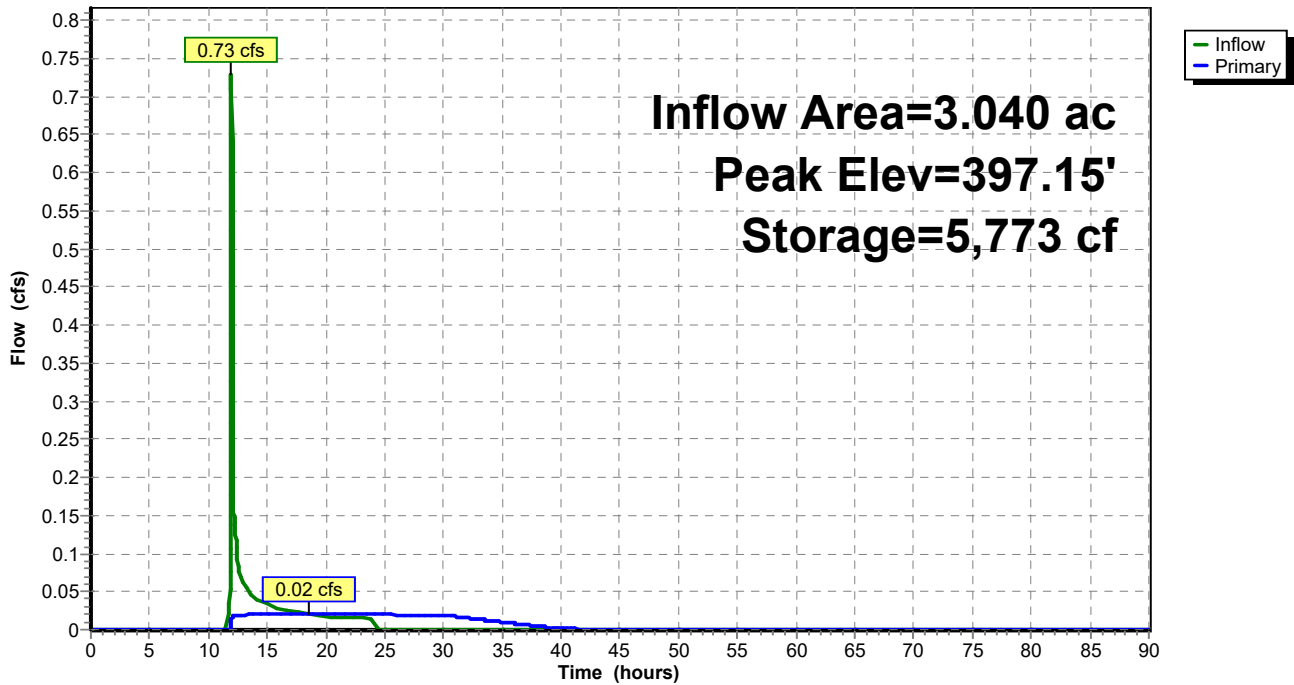 0.73 cfs
Inflow
Primary
Inflow Area=3.040 ac
Peak Elev=397.15'
Storage=5,773 cf
0.02 cfs
Flow (cfs)
0.8
0.75
0.7
0.65
0.6
0.55
0.5
0.45
0.4
0.35
0.3
0.25
0.2
0.15
0.1
0.05
0
0 5 10 15 20 25 30 35 40 45 50 55 60 65 70 75 80 85 90
Time (hours)